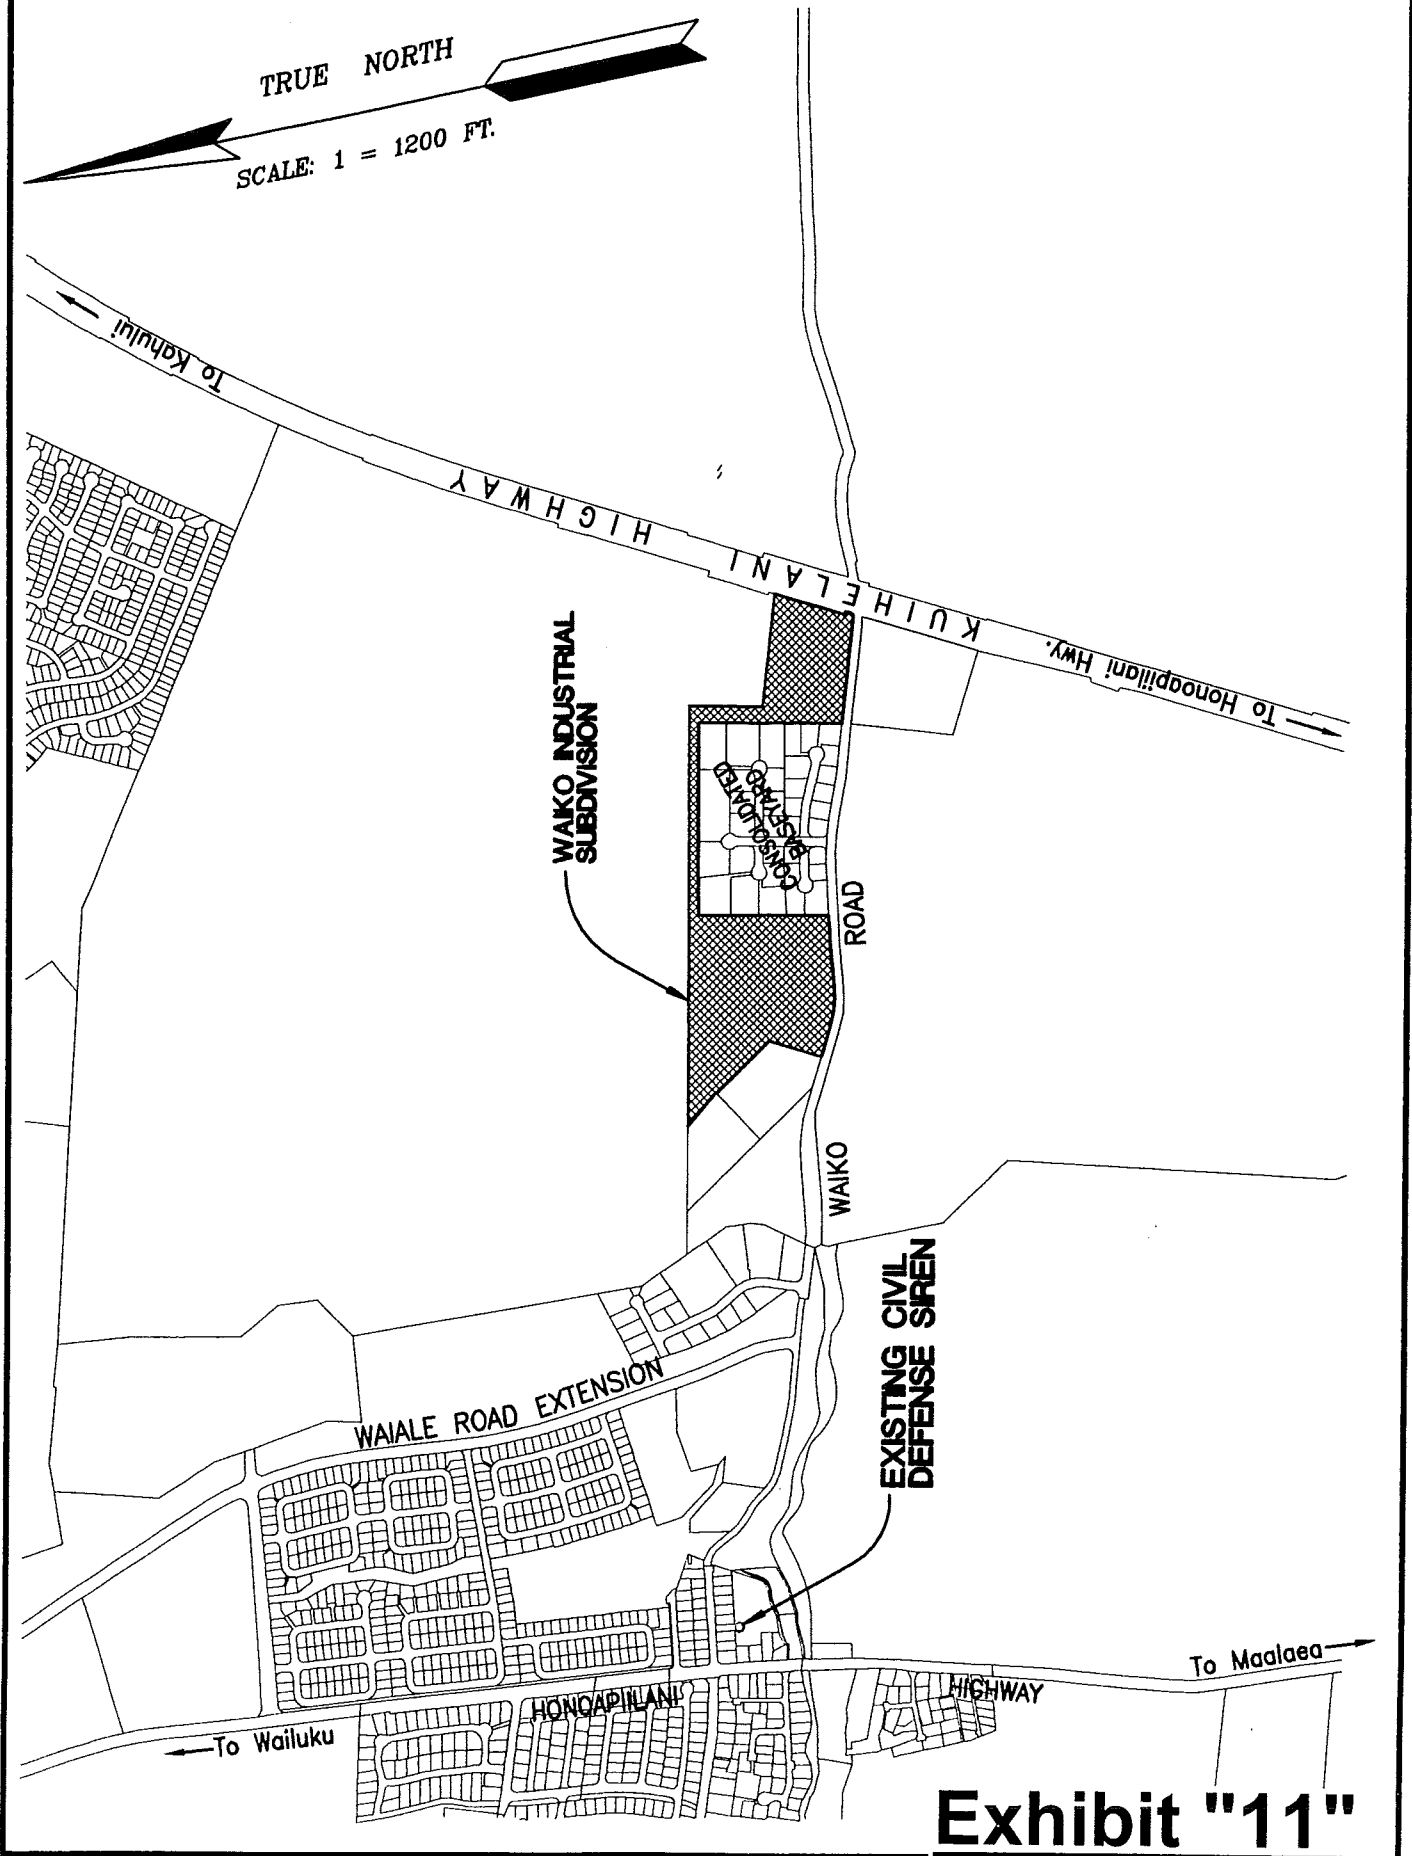 TRUE NORTH
SCALE: 1 = 1200 FT.
To Kahului
KUIHELANI HIGHWAY
To Honoapiilani Hwy.
WAIKO INDUSTRIAL
SUBDIVISION
CONSOLIDATED
BASEYARD
WAIKO ROAD
EXISTING CIVIL
DEFENSE SIREN
WAIALE ROAD EXTENSION
HONOAPIILANI HIGHWAY
To Maalaea
To Wailuku
Exhibit "11"